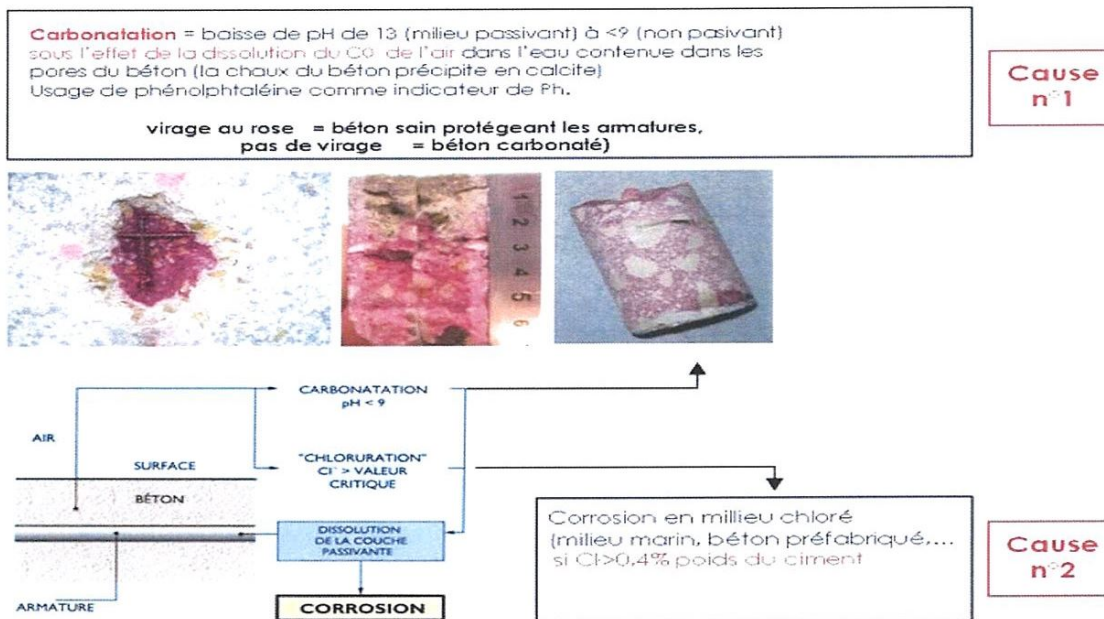 Carbonatation = baisse de pH de 13 (milieu passivant) à <9 (non pasivant)
sous l'effet de la dissolution du CO de l'air dans l'eau contenue dans les
pores du béton (la chaux du béton précipite en calcite)
Usage de phénolphtaléine comme indicateur de Ph.
virage au rose = béton sain protégeant les armatures,
pas de virage = béton carbonaté)
Cause
n°1
1 2 3 4 5 6
CARBONATATION
pH < 9
AIR
"CHLORURATION"
Cl⁻ > VALEUR
CRITIQUE
SURFACE
BÉTON
DISSOLUTION
DE LA COUCHE
PASSIVANTE
ARMATURE
CORROSION
Corrosion en millieu chloré
(milieu marin, béton préfabriqué,...
si Cl>0,4% poids du ciment
Cause
n°2